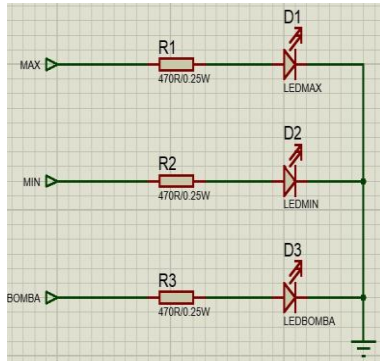 D1
R1
MAX
470R/0.25W
LEDMAX
D2
R2
MIN
470R/0.25W
LEDMIN
D3
R3
BOMBA
470R/0.25W
LEDBOMBA